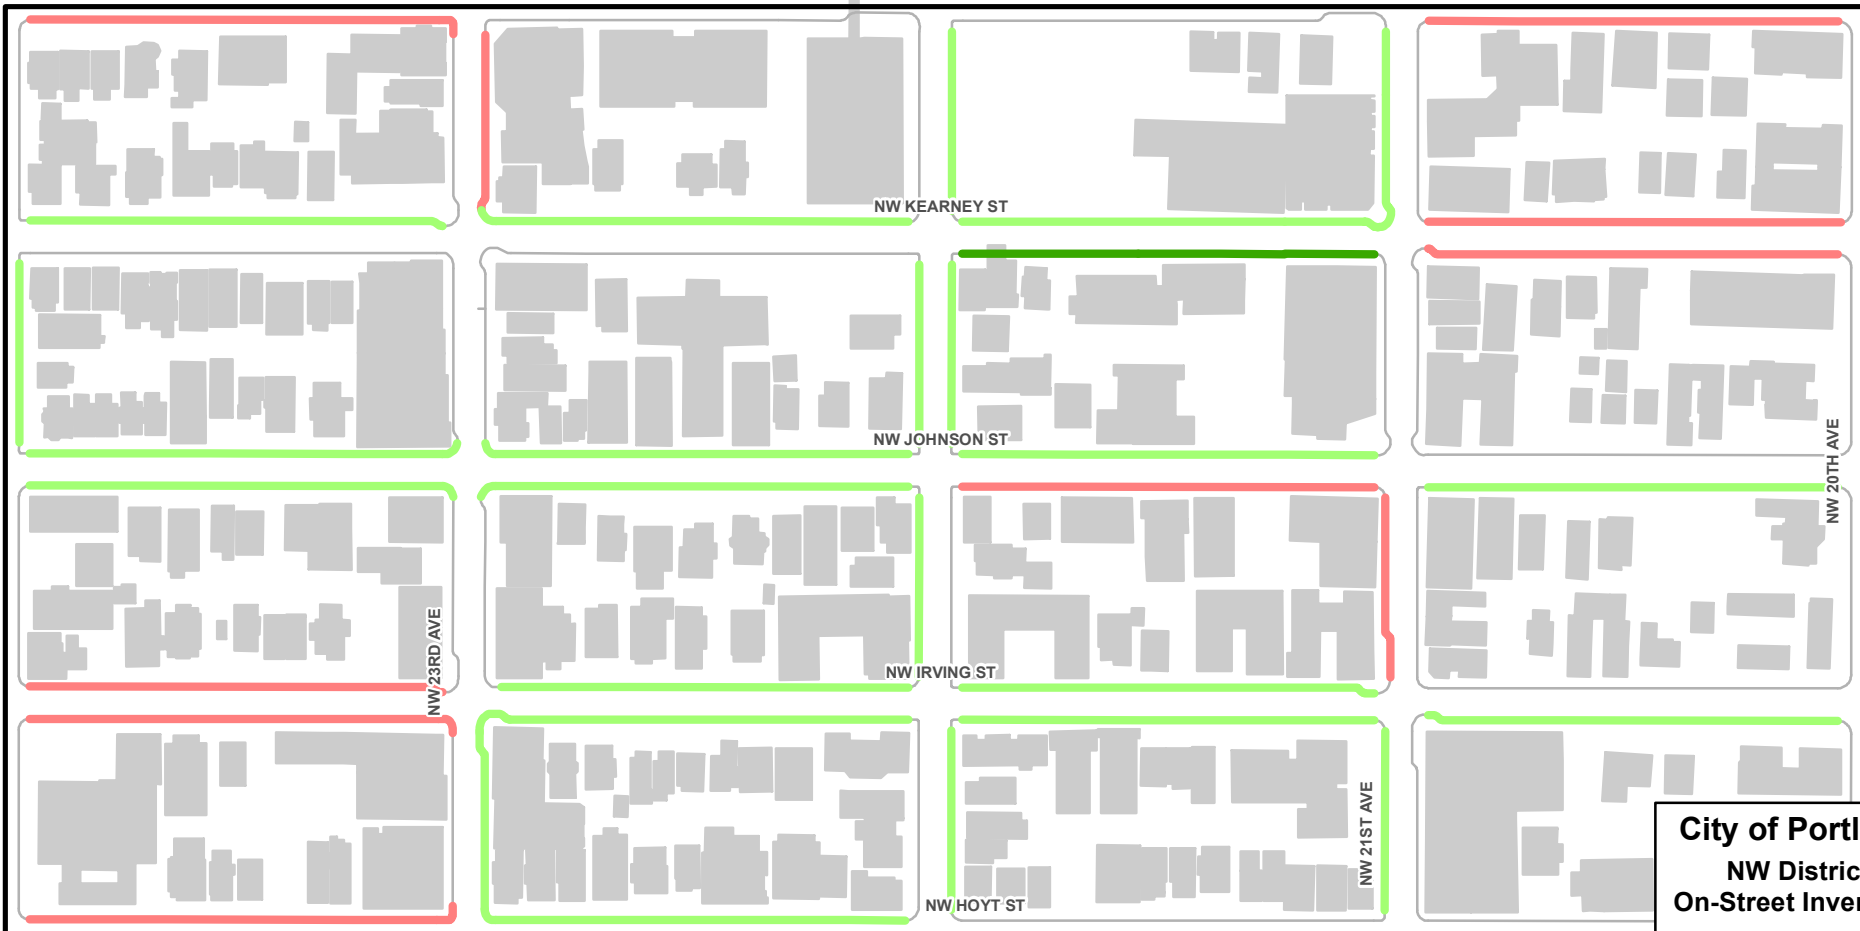 NW KEARNEY ST
NW JOHNSON ST
NW 20TH AVE
NW 23RD AVE
NW IRVING ST
NW 21ST AVE
NW HOYT ST
City of Portl
NW Distric
On-Street Inver